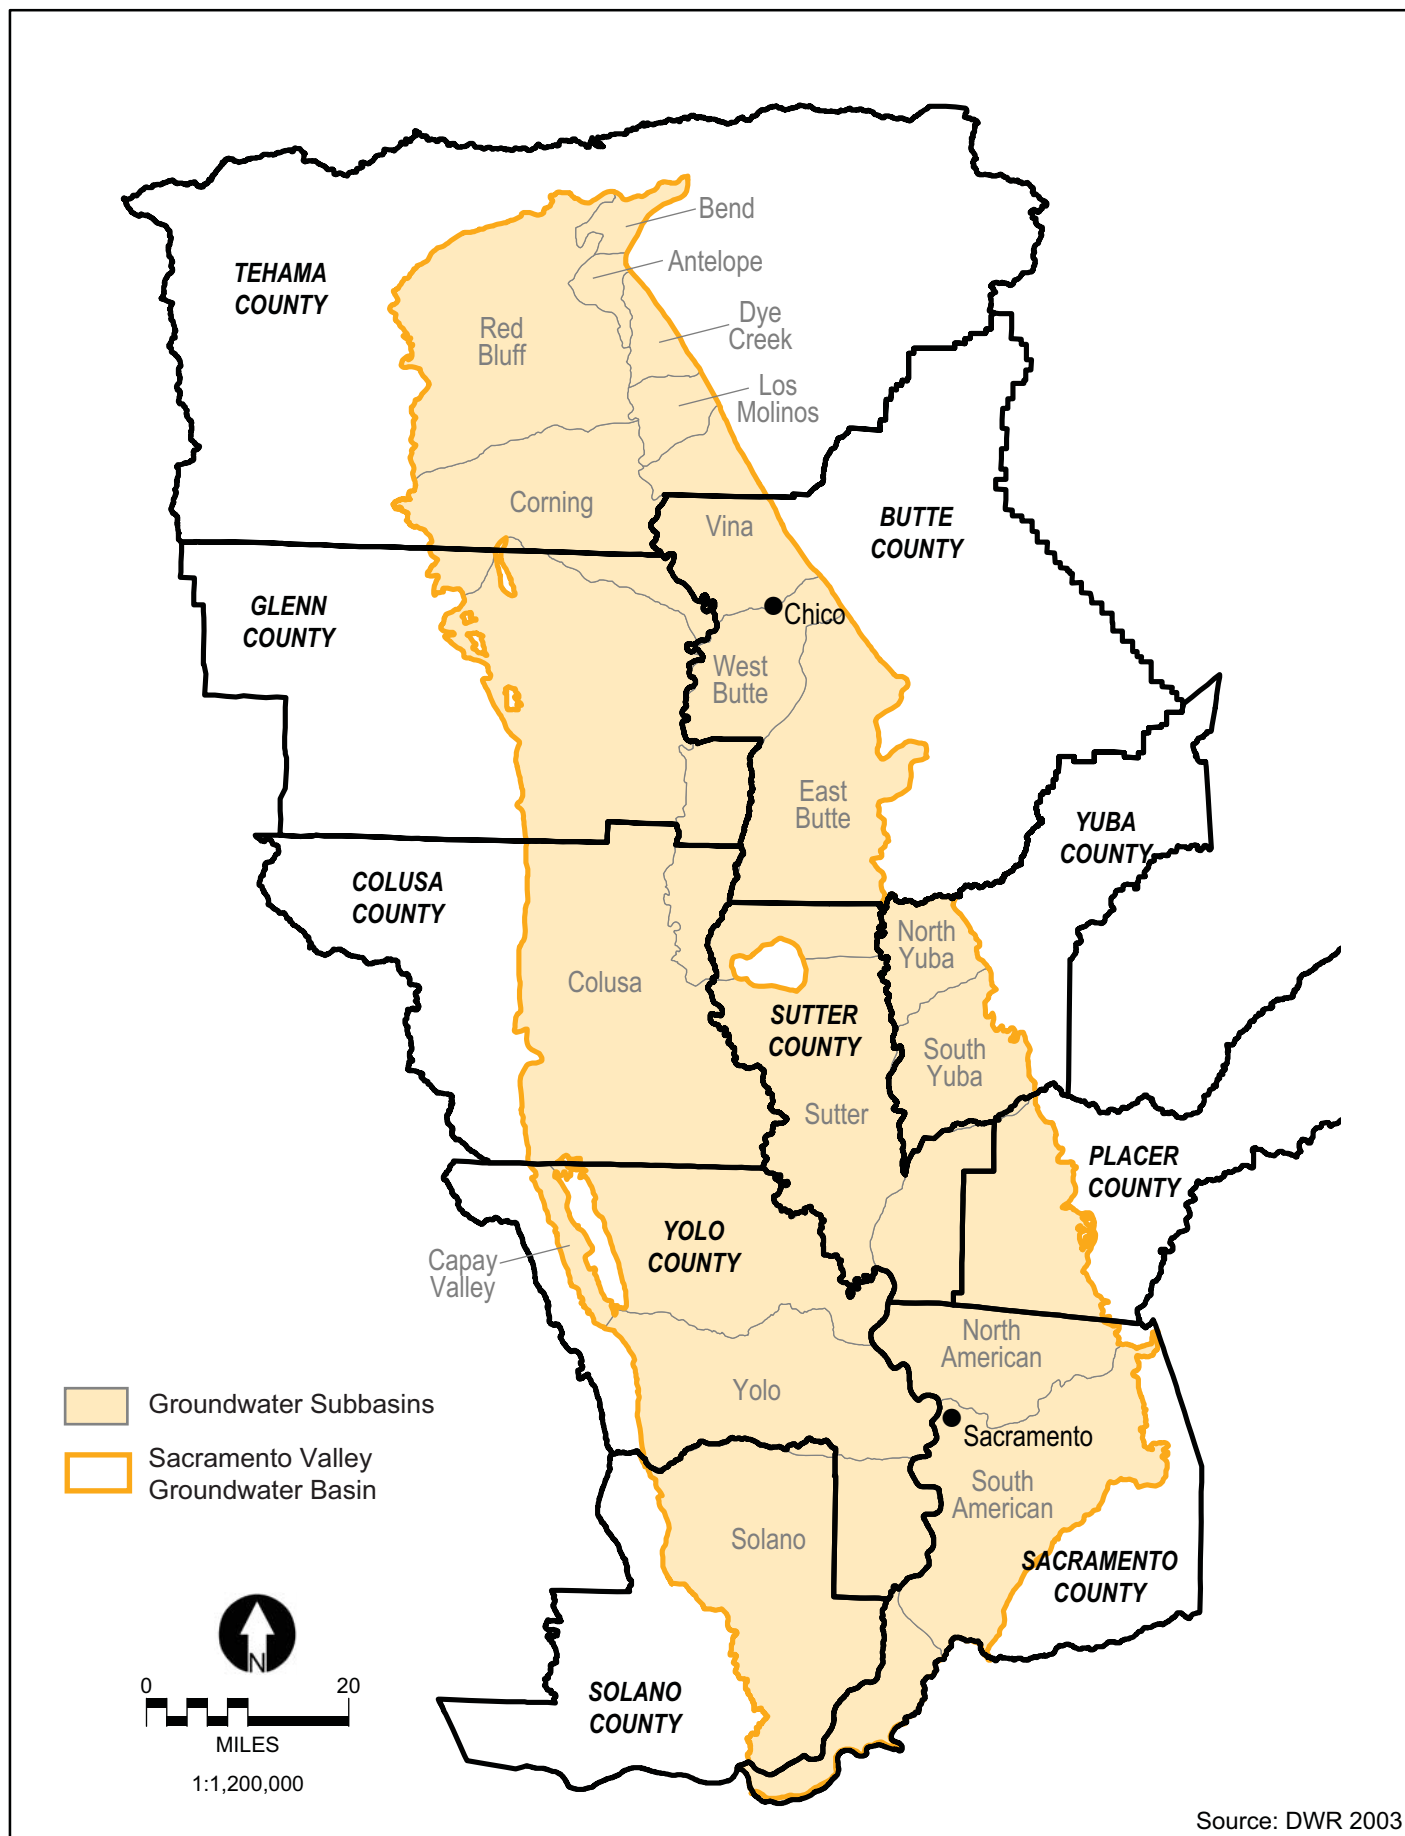 Bend
Antelope
TEHAMA
COUNTY
Dye
Creek
Red
Bluff
Los
Molinos
Corning
Vina
BUTTE
COUNTY
GLENN
COUNTY
Chico
West
Butte
East
Butte
YUBA
COUNTY
COLUSA
COUNTY
North
Yuba
Colusa
SUTTER
COUNTY
South
Yuba
Sutter
PLACER
COUNTY
YOLO
COUNTY
Capay
Valley
North
American
Yolo
Groundwater Subbasins
Sacramento
Sacramento Valley
Groundwater Basin
South
American
Solano
SACRAMENTO
COUNTY
N
0 20
MILES
1:1,200,000
SOLANO
COUNTY
Source: DWR 2003